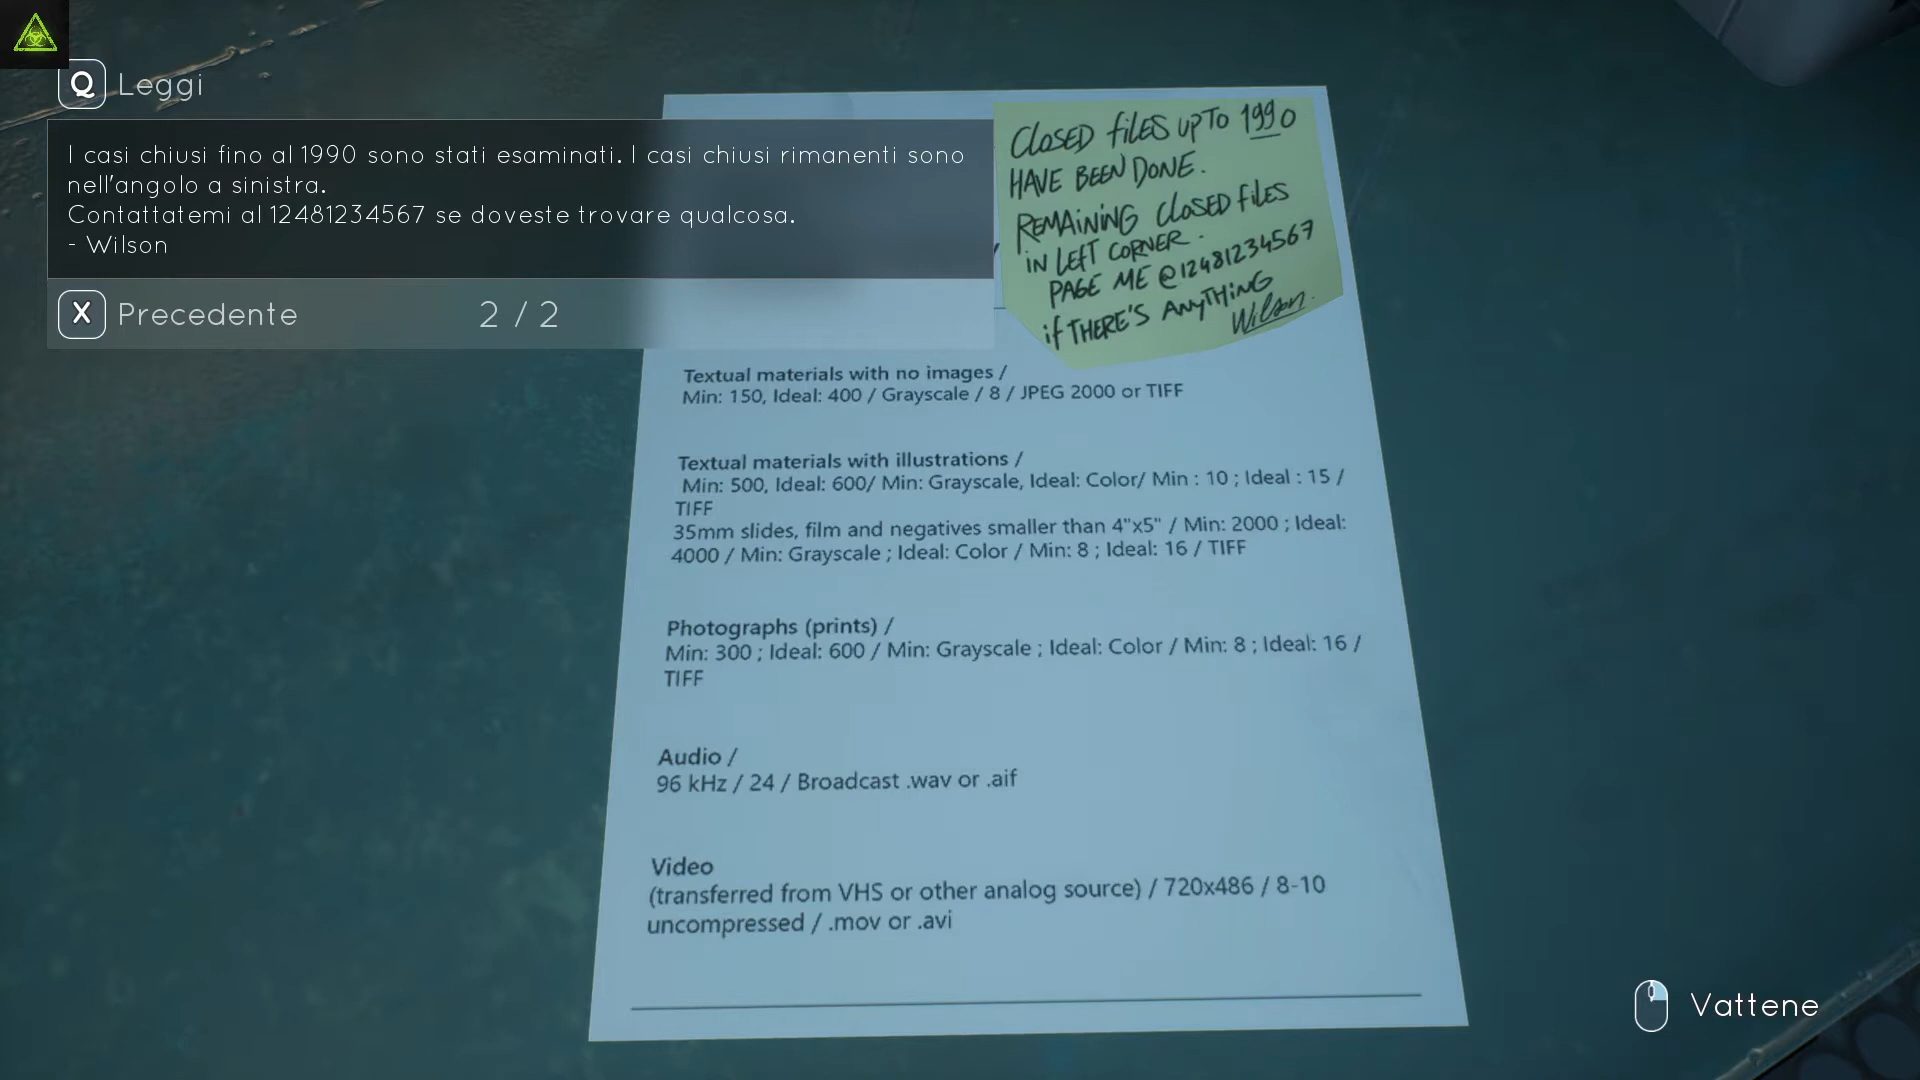 Q Leggi
I casi chiusi fino al 1990 sono stati esaminati. I casi chiusi rimanenti sono
nell'angolo a sinistra.
Contattatemi al 12481234567 se doveste trovare qualcosa.
- Wilson
X Precedente 2 / 2
CLOSED FILES UP TO 1990
HAVE BEEN DONE.
REMAINING CLOSED FILES
IN LEFT CORNER.
PAGE ME @12481234567
if THERE'S ANYTHING
Wilson.
Textual materials with no images /
Min: 150, Ideal: 400 / Grayscale / 8 / JPEG 2000 or TIFF
Textual materials with illustrations /
Min: 500, Ideal: 600/ Min: Grayscale, Ideal: Color/ Min : 10 ; Ideal : 15 /
TIFF
35mm slides, film and negatives smaller than 4"x5" / Min: 2000 ; Ideal:
4000 / Min: Grayscale ; Ideal: Color / Min: 8 ; Ideal: 16 / TIFF
Photographs (prints) /
Min: 300 ; Ideal: 600 / Min: Grayscale ; Ideal: Color / Min: 8 ; Ideal: 16 /
TIFF
Audio /
96 kHz / 24 / Broadcast .wav or .aif
Video
(transferred from VHS or other analog source) / 720x486 / 8-10
uncompressed / .mov or .avi
Vattene